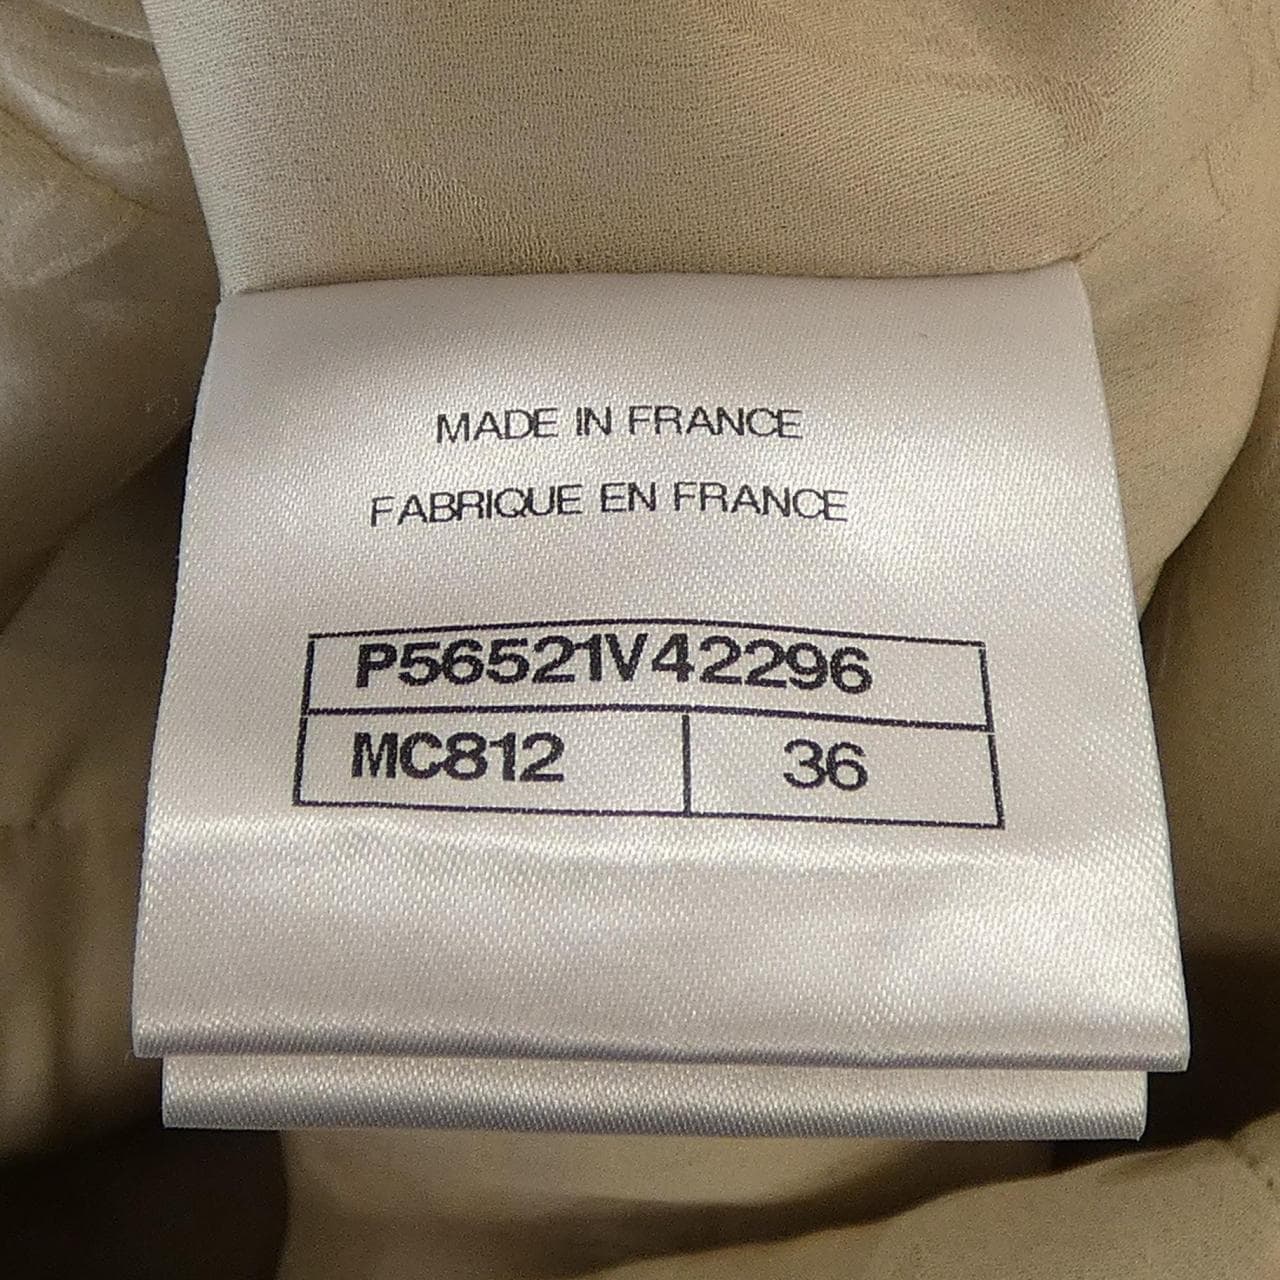 MADE IN FRANCE
FABRIQUE EN FRANCE
P56521V42296
MC812 36